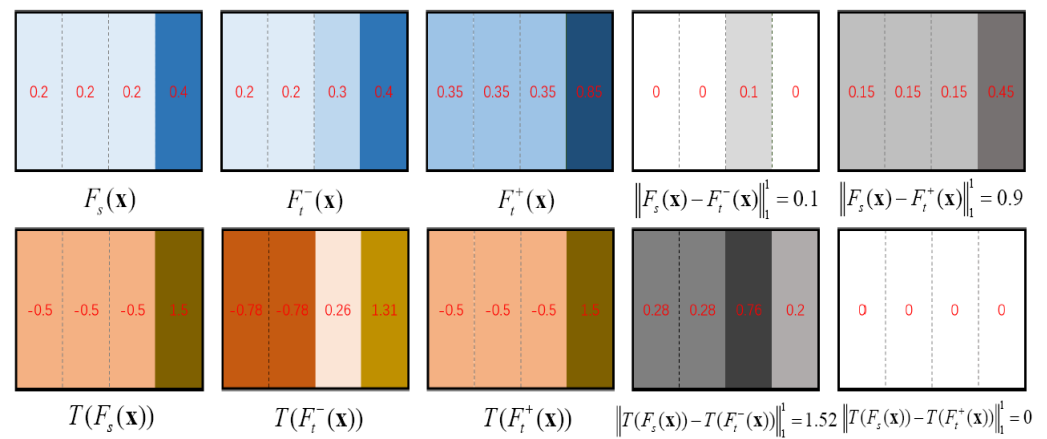 0.2 0.2 0.2 0.4 0.2 0.2 0.3 0.4 0.35 0.35 0.35 0.85 0 0 0.1 0 0.15 0.15 0.15 0.45
F_s(x) F_t^-(x) F_t^+(x) ‖F_s(x)−F_t^-(x)‖_1^1 = 0.1 ‖F_s(x)−F_t^+(x)‖_1^1 = 0.9
-0.5 -0.5 -0.5 1.5 -0.78 -0.78 0.26 1.31 -0.5 -0.5 -0.5 1.5 0.28 0.28 0.76 0.2 0 0 0 0
T(F_s(x)) T(F_t^-(x)) T(F_t^+(x)) ‖T(F_s(x))−T(F_t^-(x))‖_1^1 = 1.52 ‖T(F_s(x))−T(F_t^+(x))‖_1^1 = 0